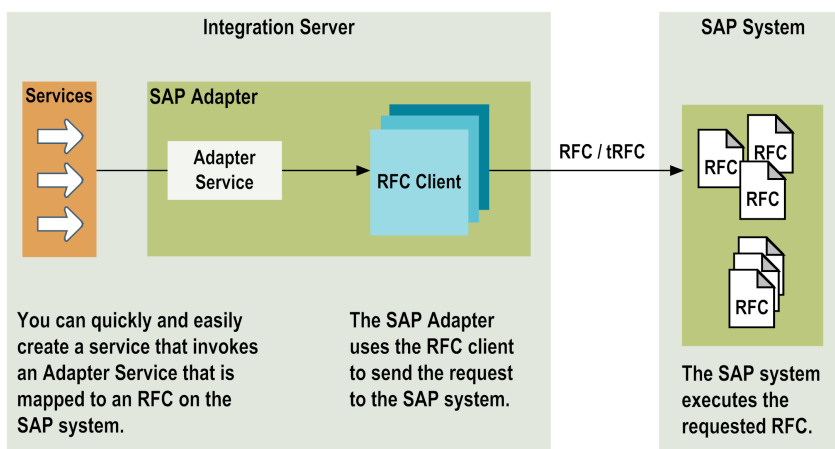 Integration Server
SAP System
Services
SAP Adapter
Adapter
Service
RFC Client
RFC / tRFC
RFC
RFC
RFC
RFC
You can quickly and easily
create a service that invokes
an Adapter Service that is
mapped to an RFC on the
SAP system.
The SAP Adapter
uses the RFC client
to send the request
to the SAP system.
The SAP system
executes the
requested RFC.